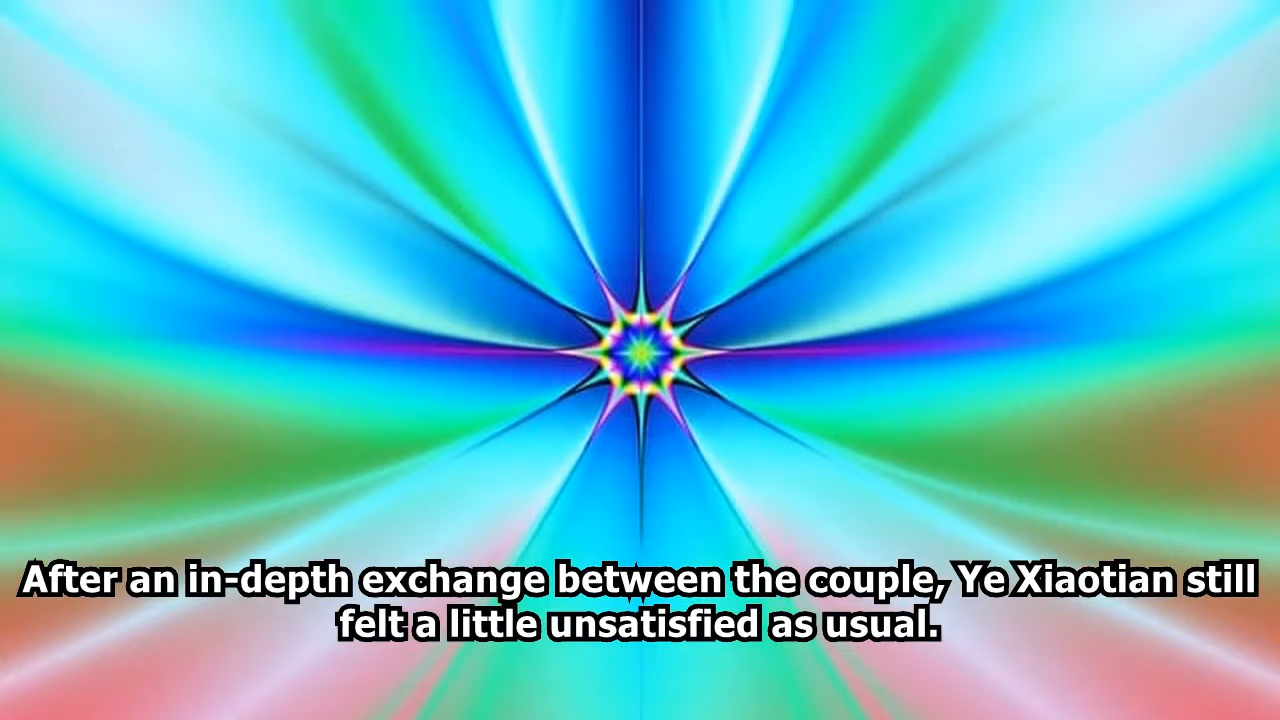 After an in-depth exchange between the couple, Ye Xiaotian still
felt a little unsatisfied as usual.